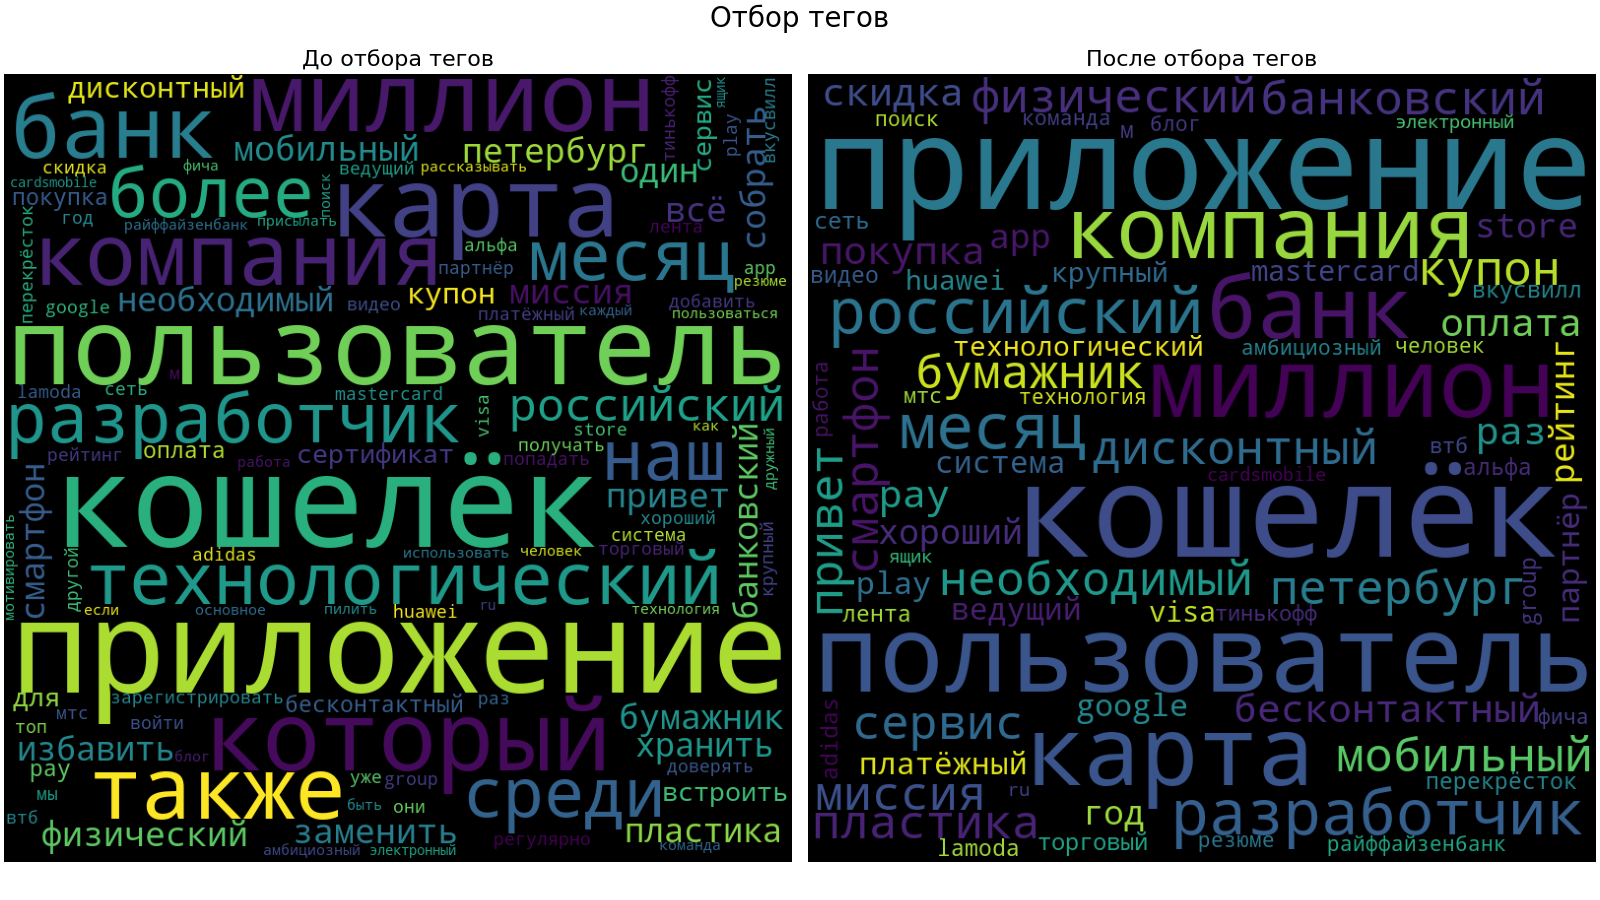 Отбор тегов
До отбора тегов
дисконтный
миллион
тинькофф
сервис
ящик
play
собрать
вкусвилл
банк
мобильный
петербург
скидка
фича
ведущий
рассказывать
один
cardsmobile
покупка
более
поиск
карта
год
райффайзенбанк
присылать
всё
лента
перекрёсток
компания
альфа
месяц
партнёр
app
резюме
google
необходимый
видео
купон
миссия
платёжный
каждый
добавить
пользоваться
пользователь
м
lamoda
сеть
mastercard
visa
российский
разработчик
store
как
рейтинг
оплата
работа
сертификат
получать
попадать
наш
банковский
дружный
смартфон
кошелёк
привет
хороший
система
мотивировать
другой
adidas
использовать
человек
торговый
крупный
технологический
если
основное
пилить
huawei
ru
технология
приложение
для
зарегистрировать
бесконтактный
раз
топ
мтс
войти
который
бумажник
избавить
блог
хранить
pay
также
уже
group
среди
доверять
мы
быть
они
встроить
втб
физический
заменить
регулярно
пластика
амбициозный
электронный
команда
После отбора тегов
скидка
физический
банковский
поиск
команда
м
блог
электронный
приложение
сеть
компания
store
покупка
app
видео
huawei
крупный
mastercard
купон
вкусвилл
российский
банк
оплата
технологический
амбициозный
человек
работа
смартфон
бумажник
миллион
рейтинг
мтс
технология
месяц
дисконтный
втб
раз
система
cardsmobile
альфа
привет
pay
кошелёк
хороший
партнёр
ящик
play
необходимый
петербург
group
лента
ведущий
visa
тинькофф
пользователь
adidas
сервис
google
бесконтактный
фича
платёжный
карта
мобильный
перекрёсток
миссия
ru
пластика
год
разработчик
lamoda
торговый
резюме
райффайзенбанк